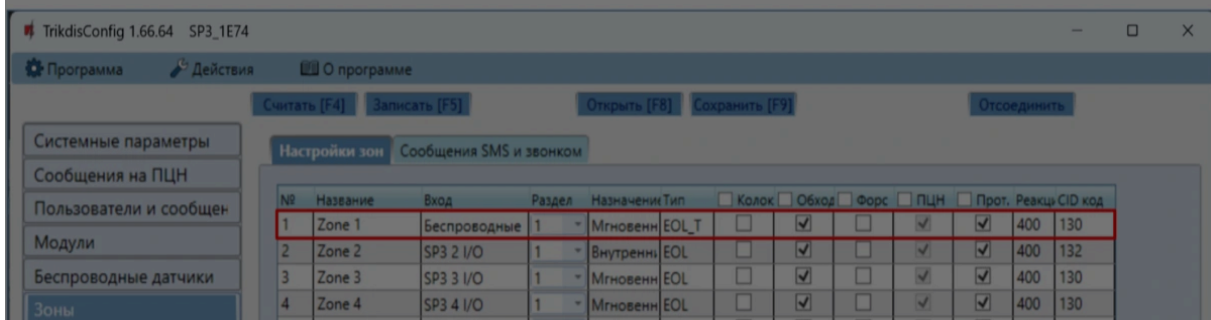 TrikdisConfig 1.66.64 SP3_1E74
Программа Действия О программе
Считать [F4] Записать [F5] Открыть [F8] Сохранить [F9] Отсоединить
Системные параметры
Сообщения на ПЦН
Пользователи и сообщен
Модули
Беспроводные датчики
Зоны
Настройки зон Сообщения SMS и звонком
№ Название Вход Раздел Назначение Тип Колок Обход Форс ПЦН Прот. Реакци CID код
1 Zone 1 Беспроводные 1 Мгновенн EOL_T 400 130
2 Zone 2 SP3 2 I/O 1 Внутренн EOL 400 132
3 Zone 3 SP3 3 I/O 1 Мгновенн EOL 400 130
4 Zone 4 SP3 4 I/O 1 Мгновенн EOL 400 130